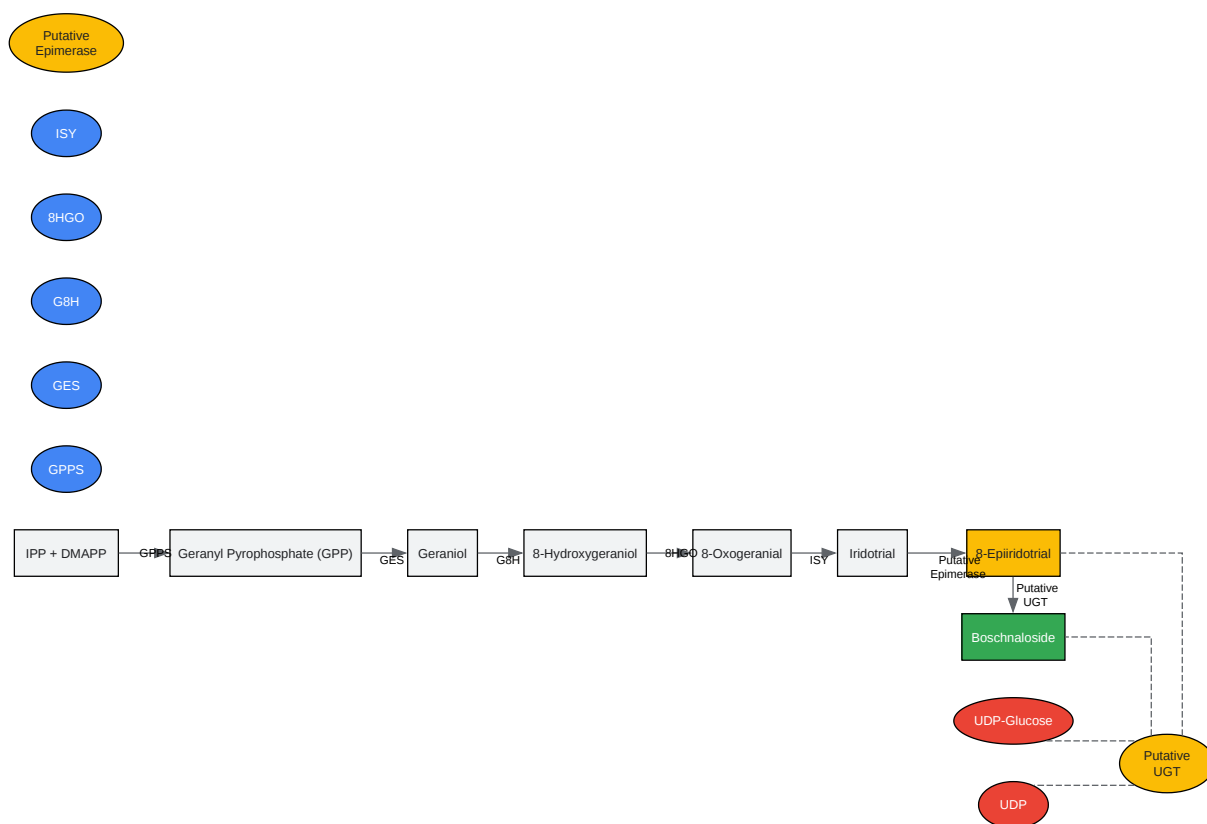 Putative
Epimerase
ISY
8HGO
G8H
GES
GPPS
IPP + DMAPP
GPPS
Geranyl Pyrophosphate (GPP)
GES
Geraniol
G8H
8-Hydroxygeraniol
8HGO
8-Oxogeranial
ISY
Iridotrial
Putative
Epimerase
8-Epiiridotrial
Putative
UGT
Boschnaloside
UDP-Glucose
Putative
UGT
UDP